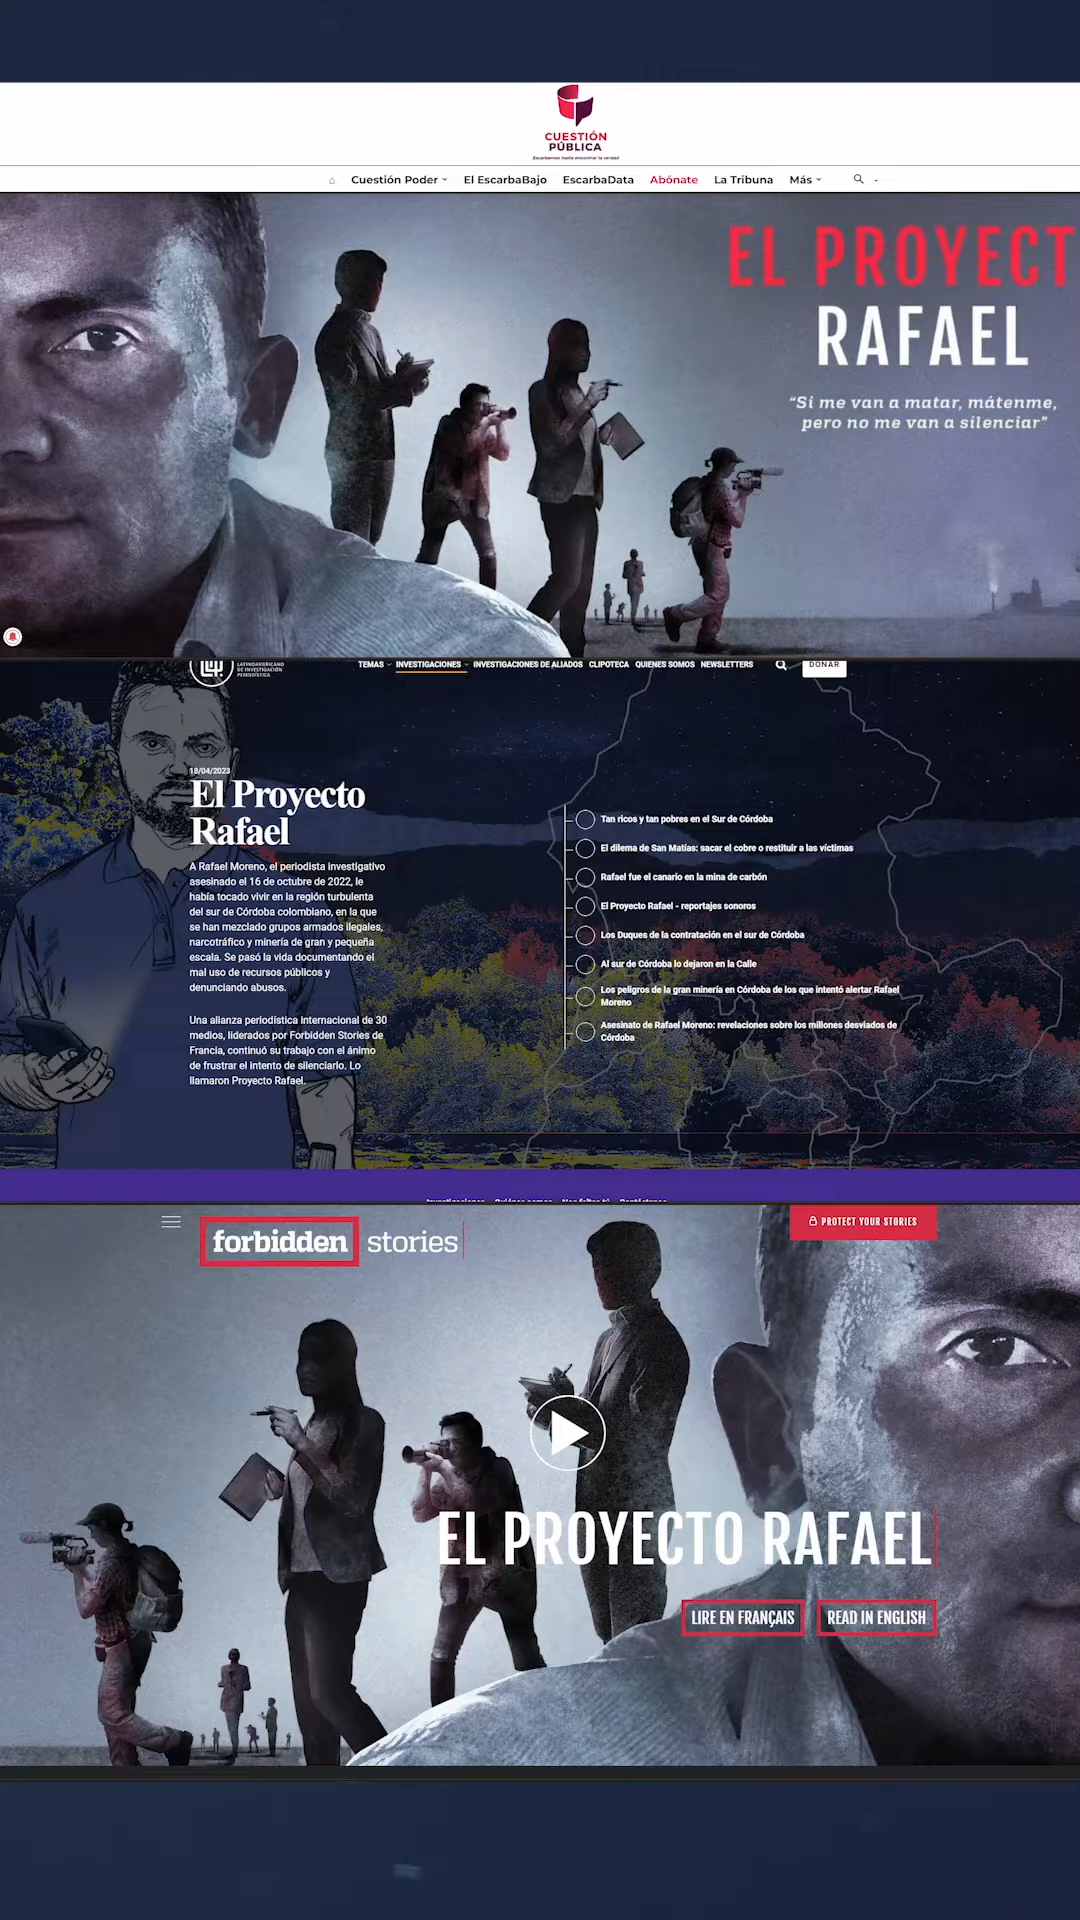 CUESTIÓN
PÚBLICA
Escarbamos hasta encontrar la verdad
Cuestión Poder El EscarbaBajo EscarbaData Abónate La Tribuna Más
EL PROYECT
RAFAEL
“Si me van a matar, mátenme,
pero no me van a silenciar”
LATINOAMERICANO
DE INVESTIGACIÓN
PERIODÍSTICA
TEMAS INVESTIGACIONES INVESTIGACIONES DE ALIADOS CLIPOTECA QUIENES SOMOS NEWSLETTERS DONAR
18/04/2023
El Proyecto
Rafael
A Rafael Moreno, el periodista investigativo
asesinado el 16 de octubre de 2022, le
había tocado vivir en la región turbulenta
del sur de Córdoba colombiano, en la que
se han mezclado grupos armados ilegales,
narcotráfico y minería de gran y pequeña
escala. Se pasó la vida documentando el
mal uso de recursos públicos y
denunciando abusos.
Una alianza periodística internacional de 30
medios, liderados por Forbidden Stories de
Francia, continuó su trabajo con el ánimo
de frustrar el intento de silenciarlo. Lo
llamaron Proyecto Rafael.
Tan ricos y tan pobres en el Sur de Córdoba
El dilema de San Matías: sacar el cobre o restituir a las víctimas
Rafael fue el canario en la mina de carbón
El Proyecto Rafael - reportajes sonoros
Los Duques de la contratación en el sur de Córdoba
Al sur de Córdoba lo dejaron en la Calle
Los peligros de la gran minería en Córdoba de los que intentó alertar Rafael
Moreno
Asesinato de Rafael Moreno: revelaciones sobre los millones desviados de
Córdoba
forbidden stories
PROTECT YOUR STORIES
EL PROYECTO RAFAEL
LIRE EN FRANÇAIS READ IN ENGLISH